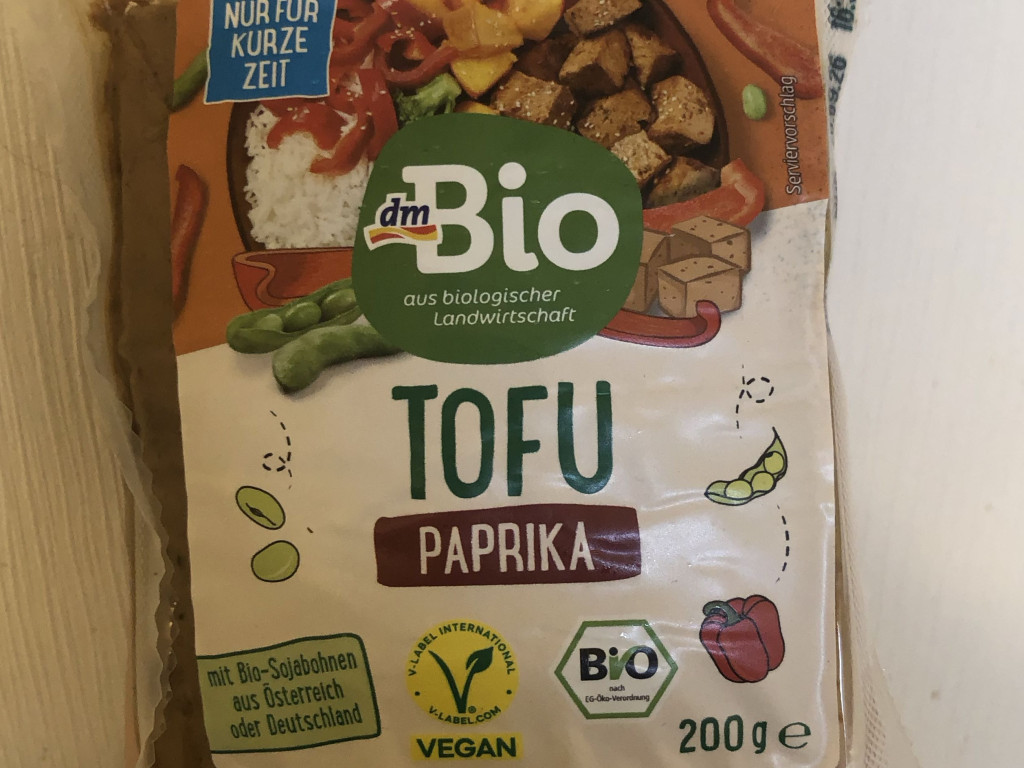 NUR FÜR
KURZE
ZEIT
Serviervorschlag
dm
Bio
aus biologischer
Landwirtschaft
TOFU
PAPRIKA
mit Bio-Sojabohnen
aus Österreich
oder Deutschland
V-LABEL INTERNATIONAL
V-LABEL.COM
VEGAN
BiO
nach
EG-Öko-Verordnung
200g e